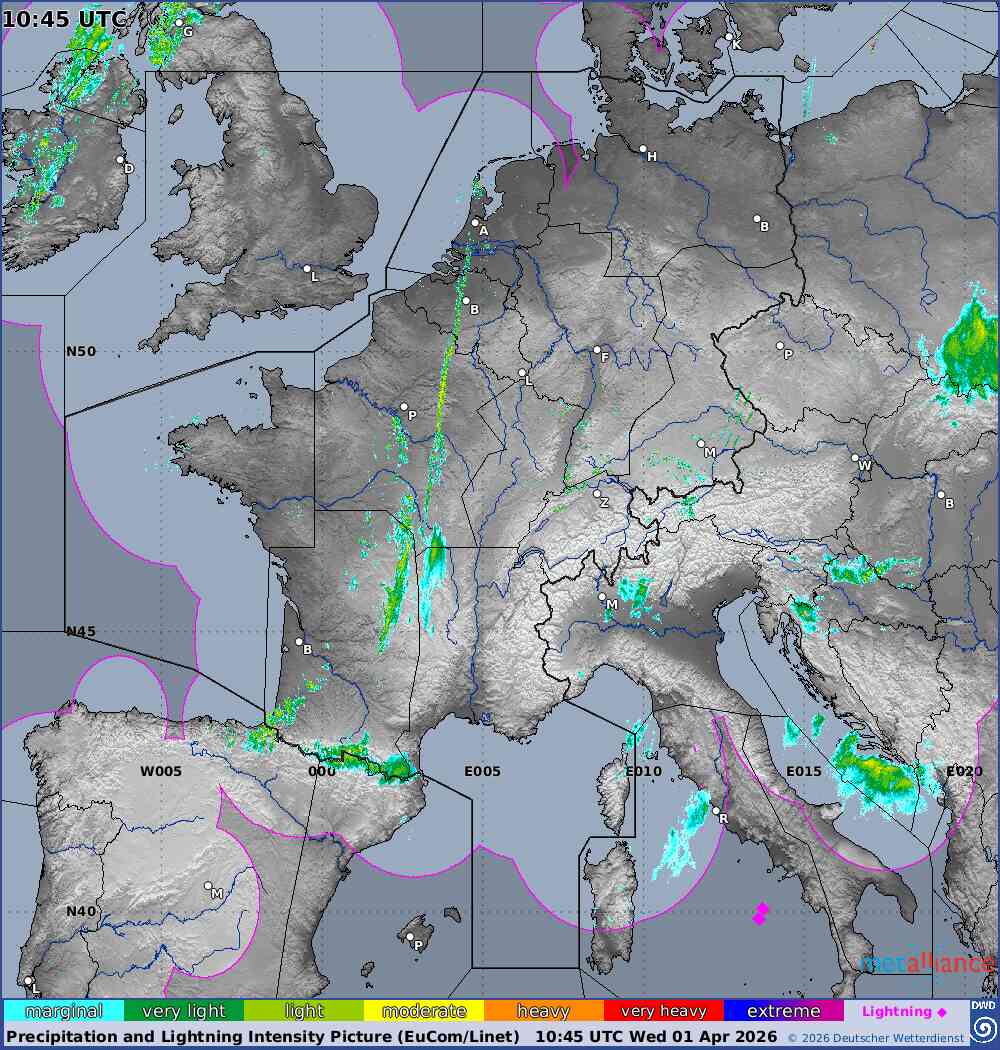 10:45 UTC
G
K
D
H
A
B
L
B
N50
F
P
L
P
M
W
Z
B
M
N45
B
W005
000
E005
E010
E015
E020
R
M
N40
P
L
metalliance
marginal very light light moderate heavy very heavy extreme Lightning ◆
DWD
Precipitation and Lightning Intensity Picture (EuCom/Linet) 10:45 UTC Wed 01 Apr 2026 © 2026 Deutscher Wetterdienst